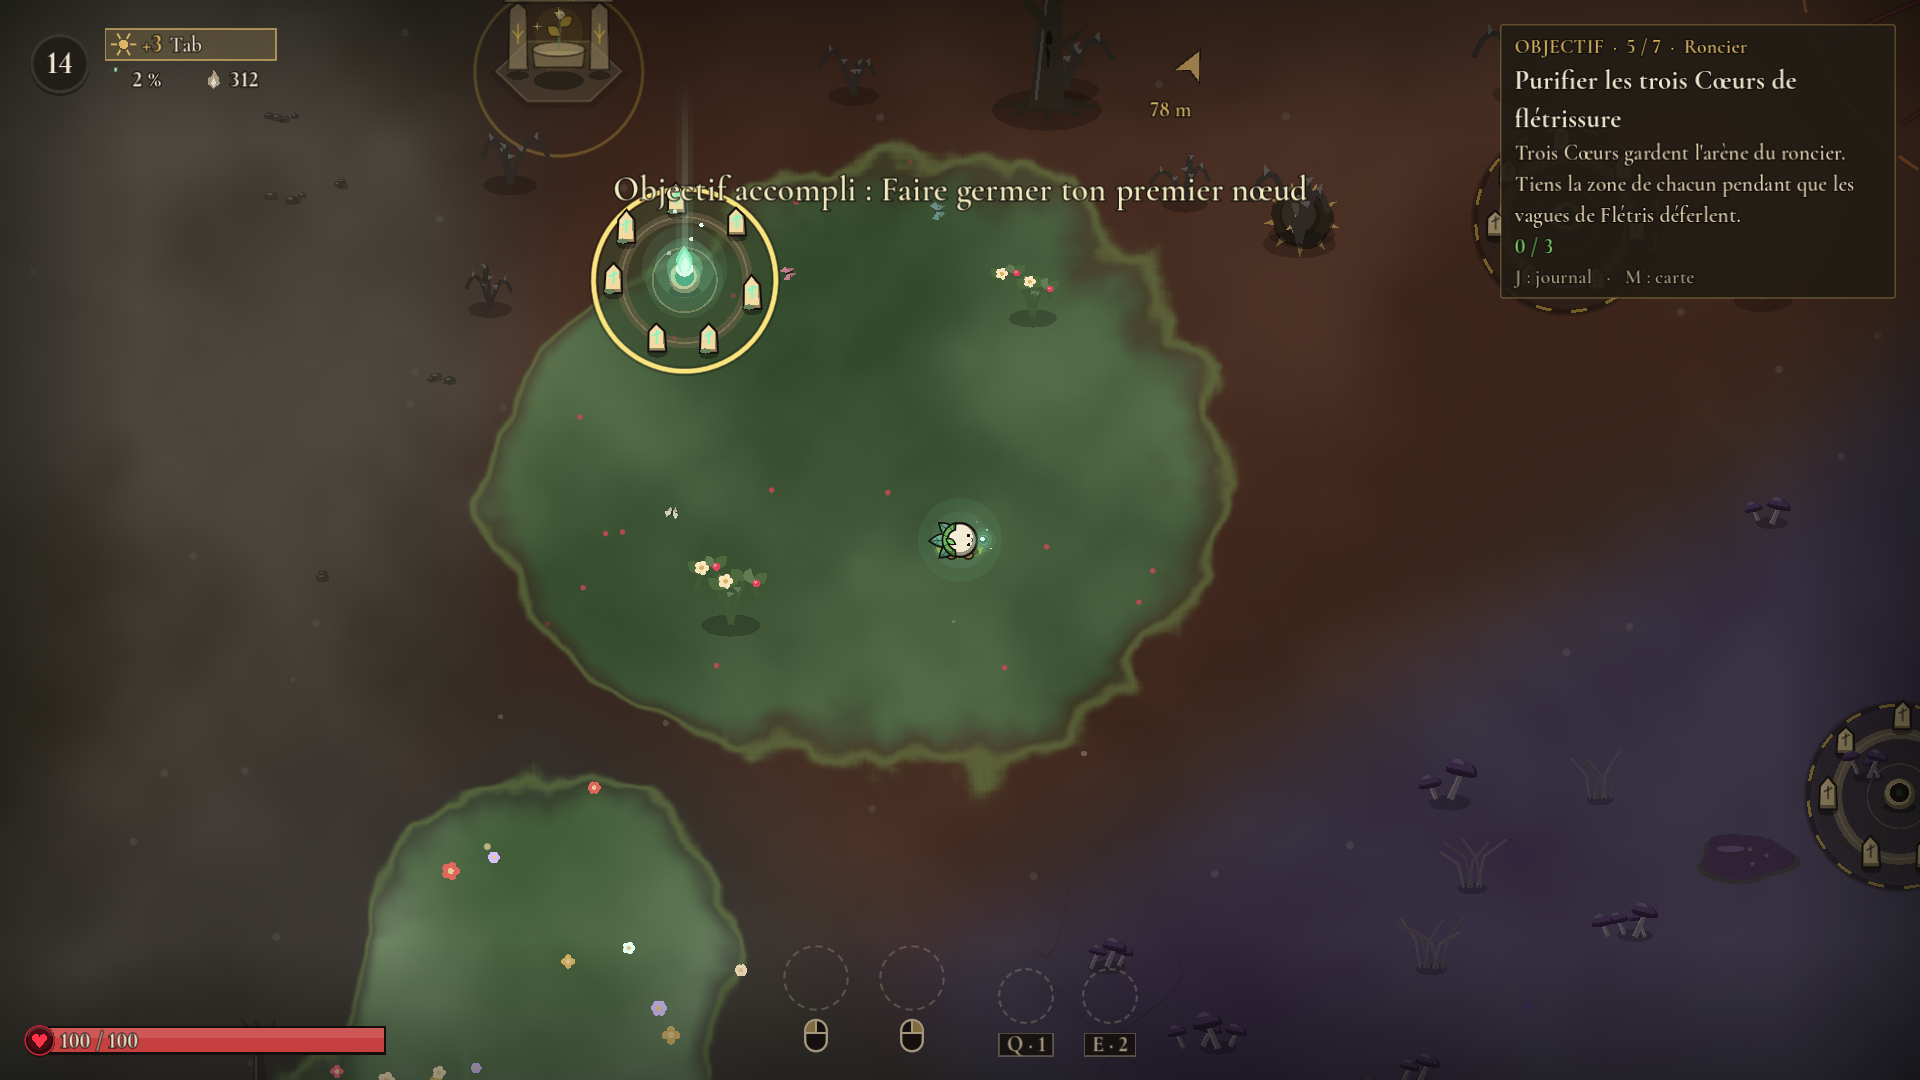 14
+3 Tab
2 %
312
78 m
OBJECTIF · 5 / 7 · Roncier
Purifier les trois Cœurs de
flétrissure
Trois Cœurs gardent l'arène du roncier.
Tiens la zone de chacun pendant que les
vagues de Flétris déferlent.
0 / 3
J : journal · M : carte
Objectif accompli : Faire germer ton premier nœud
100 / 100
Q · 1
E · 2